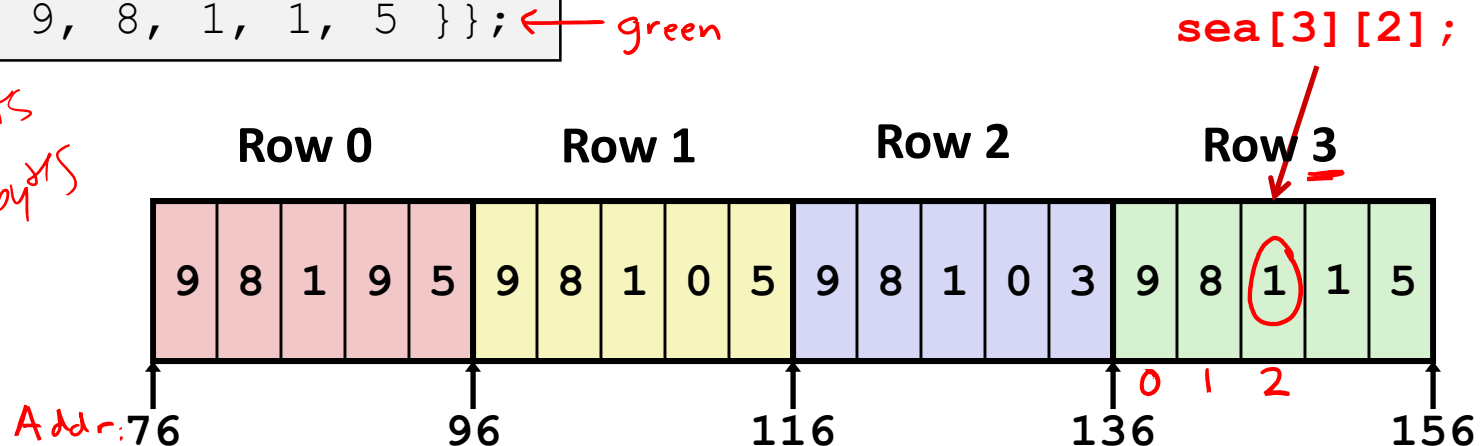 9, 8, 1, 1, 5 }}; green
sea[3][2];
Row 0 Row 1 Row 2 Row 3
9 8 1 9 5 9 8 1 0 5 9 8 1 0 3 9 8 1 1 5
0 1 2
Addr: 76 96 116 136 156